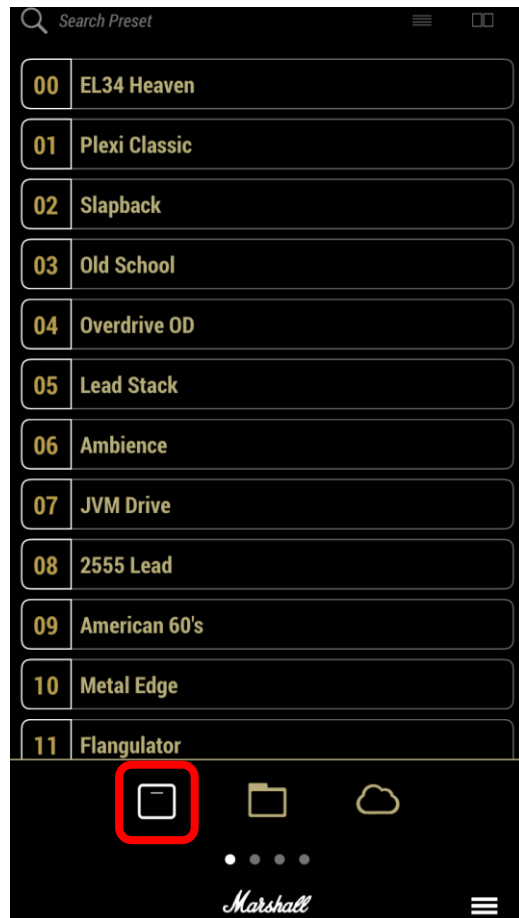 Search Preset
00 EL34 Heaven
01 Plexi Classic
02 Slapback
03 Old School
04 Overdrive OD
05 Lead Stack
06 Ambience
07 JVM Drive
08 2555 Lead
09 American 60's
10 Metal Edge
11 Flangulator
Marshall